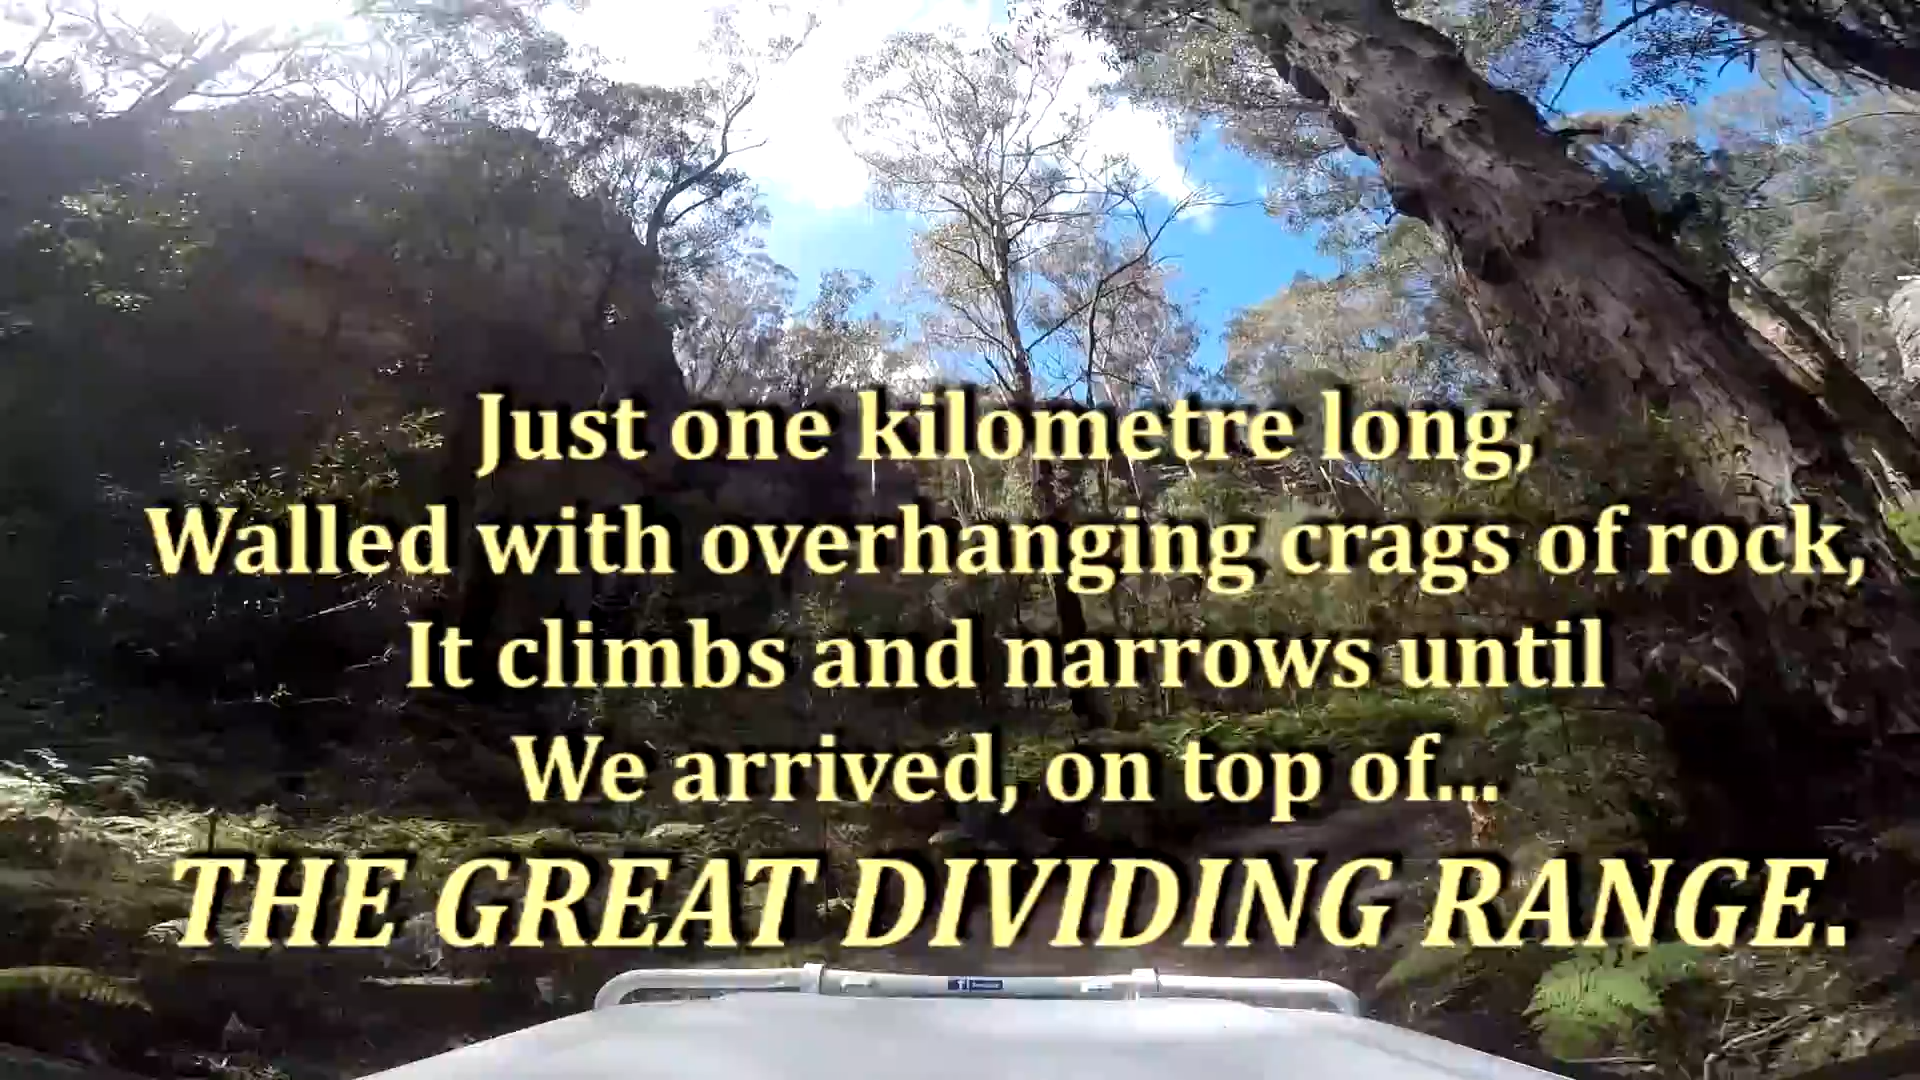 Just one kilometre long,
Walled with overhanging crags of rock,
It climbs and narrows until
We arrived, on top of...
THE GREAT DIVIDING RANGE.